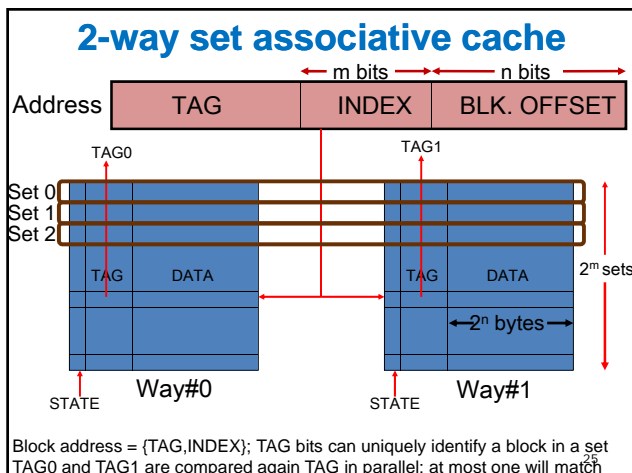 2-way set associative cache
m bits n bits
Address TAG INDEX BLK. OFFSET
TAG0 TAG1
Set 0
Set 1
Set 2
TAG DATA TAG DATA
2^m sets
2^n bytes
Way#0 Way#1
STATE STATE
Block address = {TAG,INDEX}; TAG bits can uniquely identify a block in a set
TAG0 and TAG1 are compared again TAG in parallel; at most one will match
25